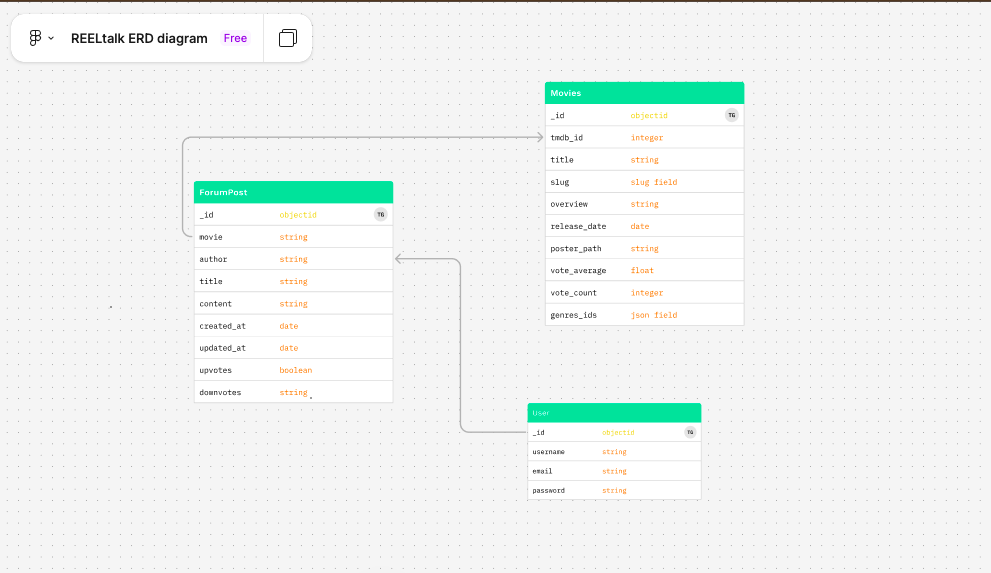 REELtalk ERD diagram Free
Movies
_id objectid TG
tmdb_id integer
title string
slug slug field
overview string
release_date date
poster_path string
vote_average float
vote_count integer
genres_ids json field
ForumPost
_id objectid TG
movie string
author string
title string
content string
created_at date
updated_at date
upvotes boolean
downvotes string
User
_id objectid TG
username string
email string
password string